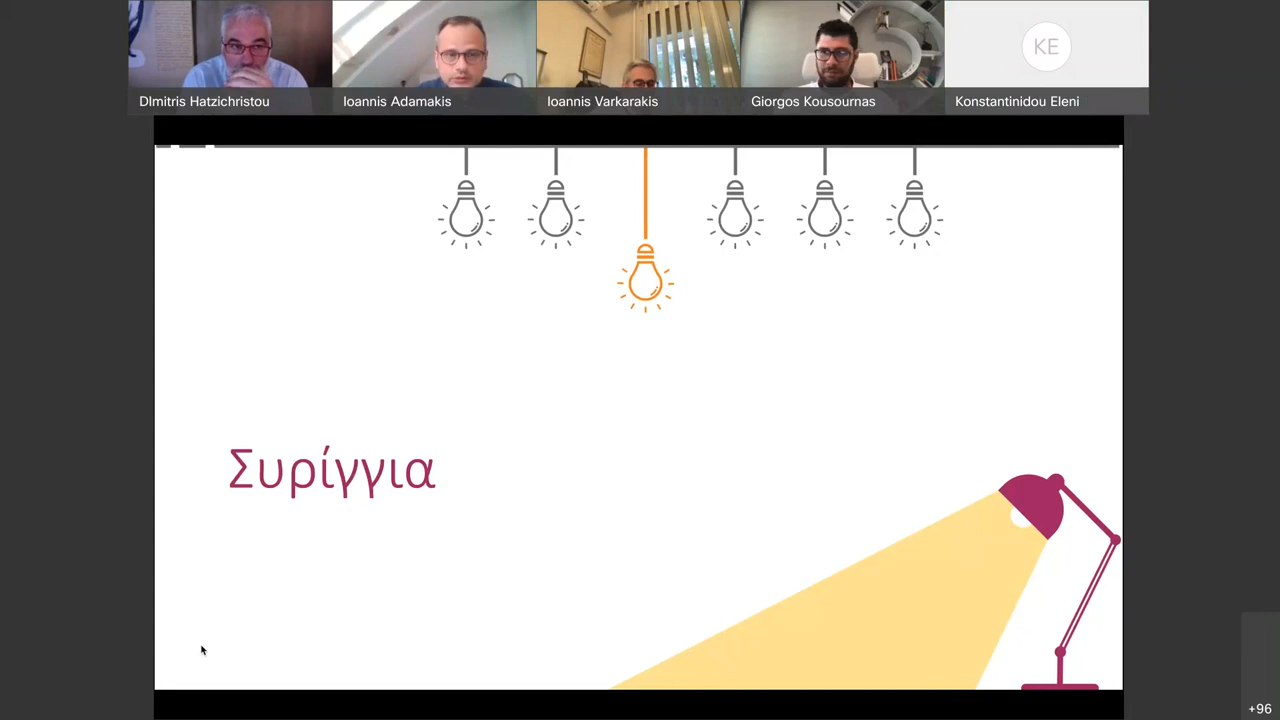 KE
DImitris Hatzichristou
Ioannis Adamakis
Ioannis Varkarakis
Giorgos Kousournas
Konstantinidou Eleni
Συρίγγια
+96